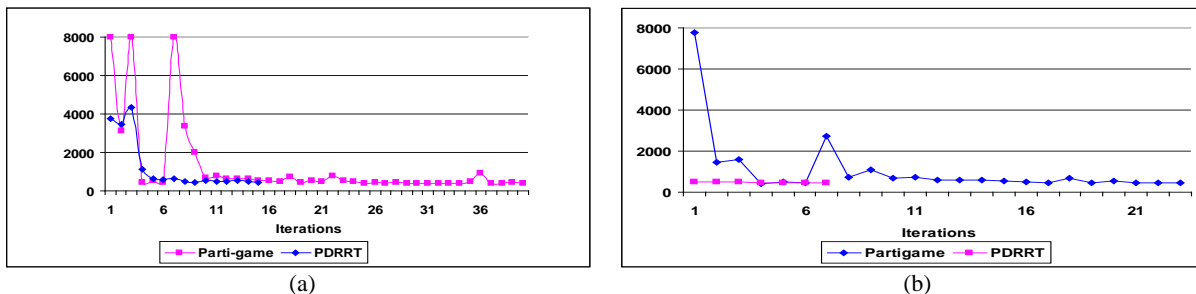 8000
6000
4000
2000
0
1 6 11 16 21 26 31 36
Iterations
Parti-game PDRRT
(a)
8000
6000
4000
2000
0
1 6 11 16 21
Iterations
Partigame PDRRT
(b)